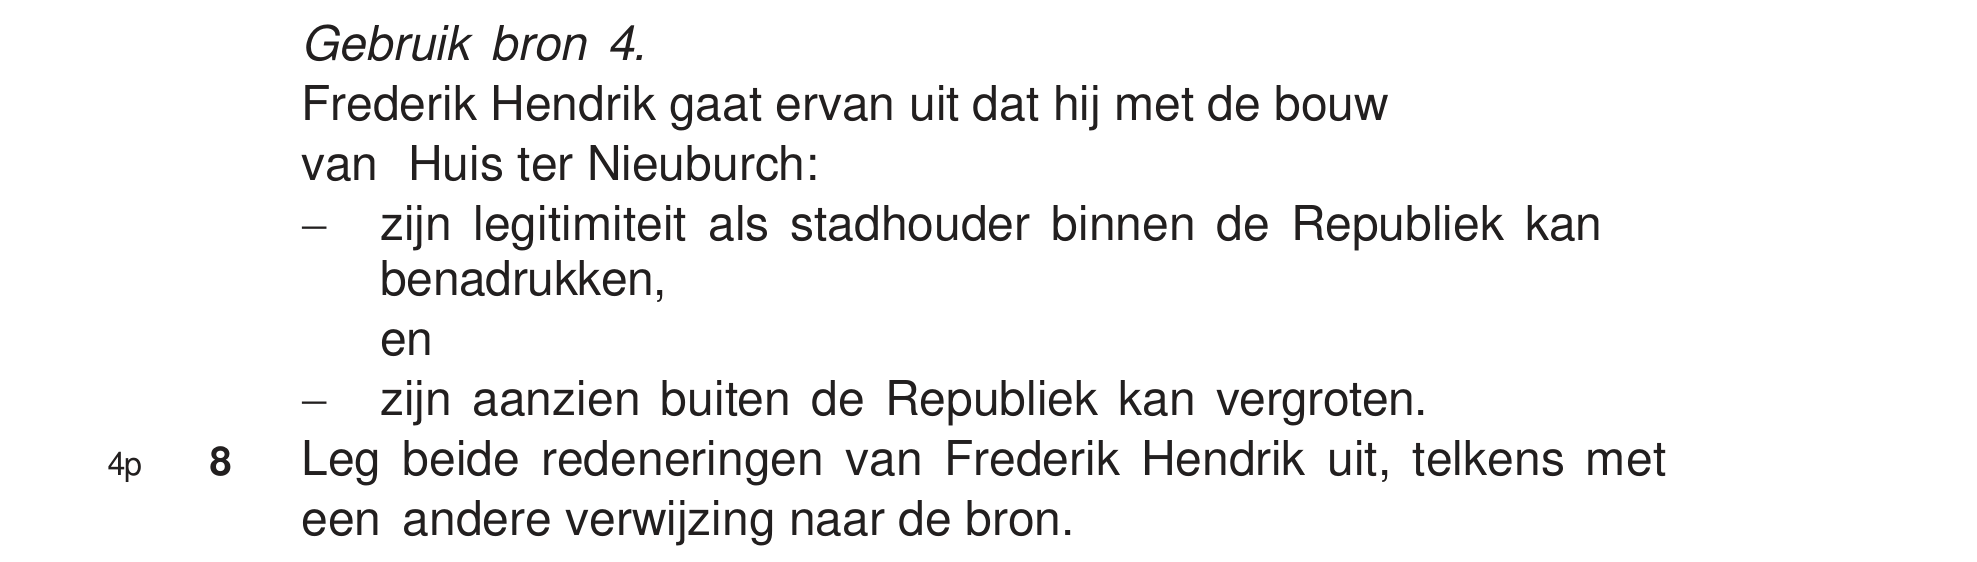 Gebruik bron 4.
Frederik Hendrik gaat ervan uit dat hij met de bouw
van Huis ter Nieuburch:
– zijn legitimiteit als stadhouder binnen de Republiek kan
benadrukken,
en
– zijn aanzien buiten de Republiek kan vergroten.
4p 8 Leg beide redeneringen van Frederik Hendrik uit, telkens met
een andere verwijzing naar de bron.